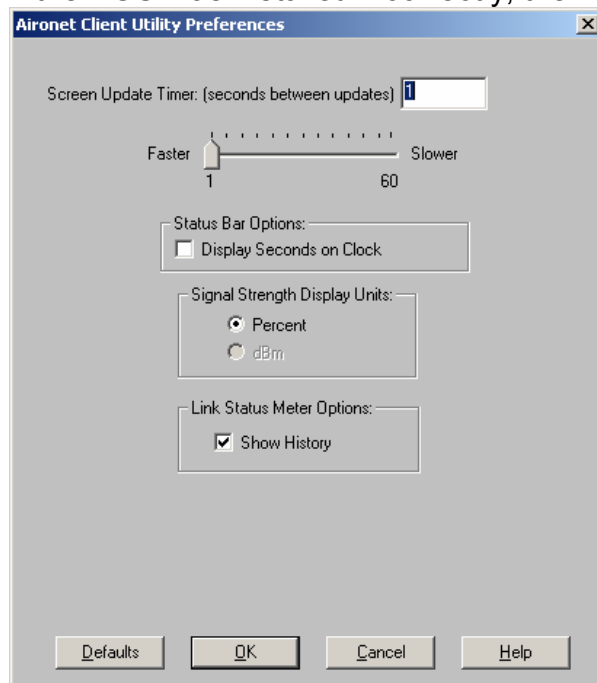 Aironet Client Utility Preferences
Screen Update Timer: (seconds between updates) 1
Faster Slower
1 60
Status Bar Options:
Display Seconds on Clock
Signal Strength Display Units:
Percent
dBm
Link Status Meter Options:
Show History
Defaults OK Cancel Help